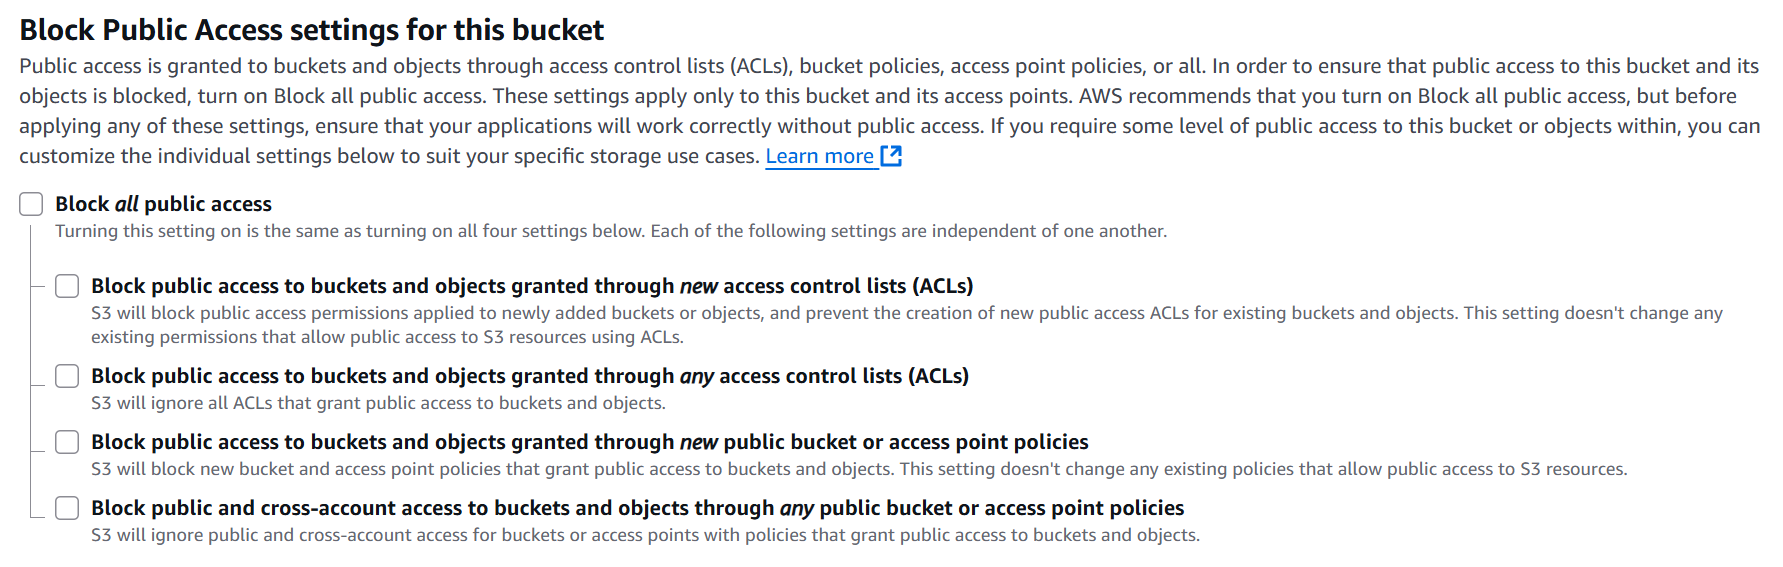 Block Public Access settings for this bucket
Public access is granted to buckets and objects through access control lists (ACLs), bucket policies, access point policies, or all. In order to ensure that public access to this bucket and its
objects is blocked, turn on Block all public access. These settings apply only to this bucket and its access points. AWS recommends that you turn on Block all public access, but before
applying any of these settings, ensure that your applications will work correctly without public access. If you require some level of public access to this bucket or objects within, you can
customize the individual settings below to suit your specific storage use cases. Learn more
Block all public access
Turning this setting on is the same as turning on all four settings below. Each of the following settings are independent of one another.
Block public access to buckets and objects granted through new access control lists (ACLs)
S3 will block public access permissions applied to newly added buckets or objects, and prevent the creation of new public access ACLs for existing buckets and objects. This setting doesn't change any
existing permissions that allow public access to S3 resources using ACLs.
Block public access to buckets and objects granted through any access control lists (ACLs)
S3 will ignore all ACLs that grant public access to buckets and objects.
Block public access to buckets and objects granted through new public bucket or access point policies
S3 will block new bucket and access point policies that grant public access to buckets and objects. This setting doesn't change any existing policies that allow public access to S3 resources.
Block public and cross-account access to buckets and objects through any public bucket or access point policies
S3 will ignore public and cross-account access for buckets or access points with policies that grant public access to buckets and objects.